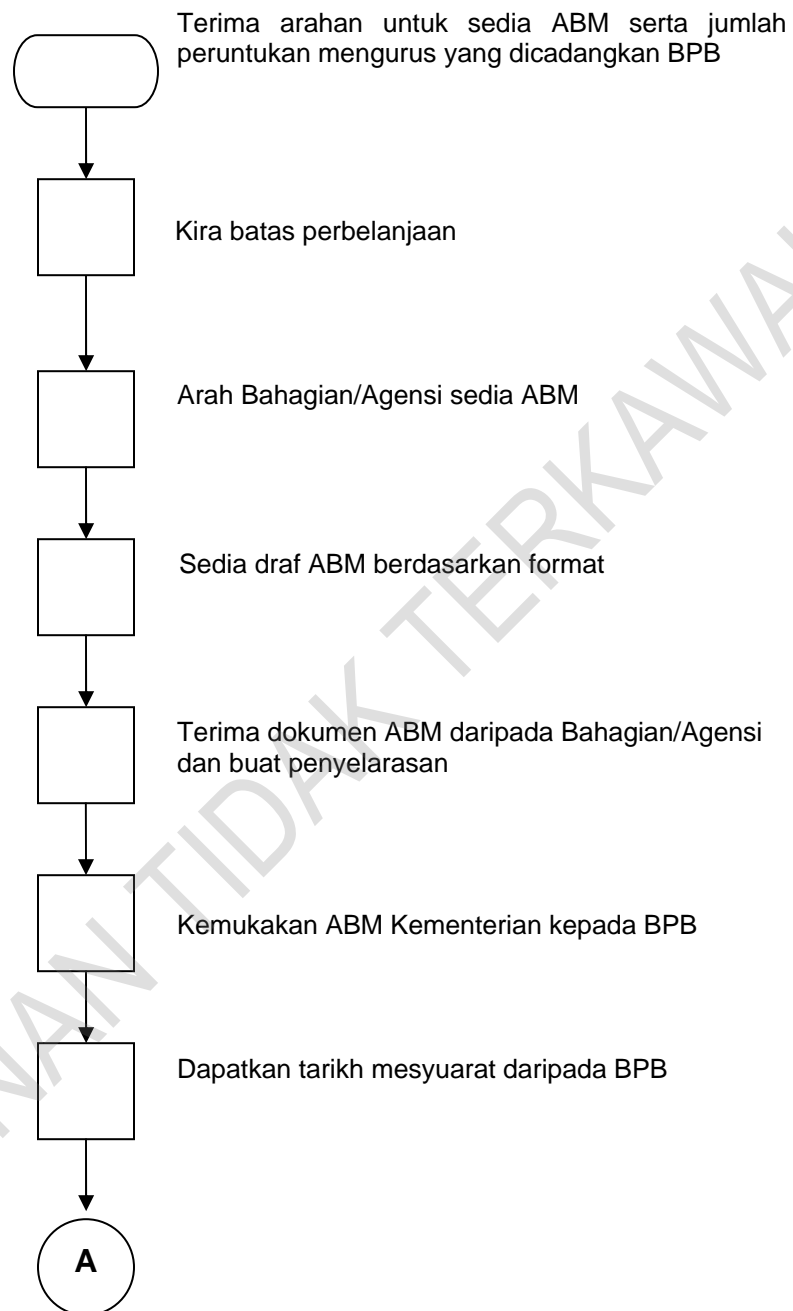 Terima arahan untuk sedia ABM serta jumlah
peruntukan mengurus yang dicadangkan BPB
Kira batas perbelanjaan
Arah Bahagian/Agensi sedia ABM
Sedia draf ABM berdasarkan format
Terima dokumen ABM daripada Bahagian/Agensi
dan buat penyelarasan
Kemukakan ABM Kementerian kepada BPB
Dapatkan tarikh mesyuarat daripada BPB
A
TIDAK